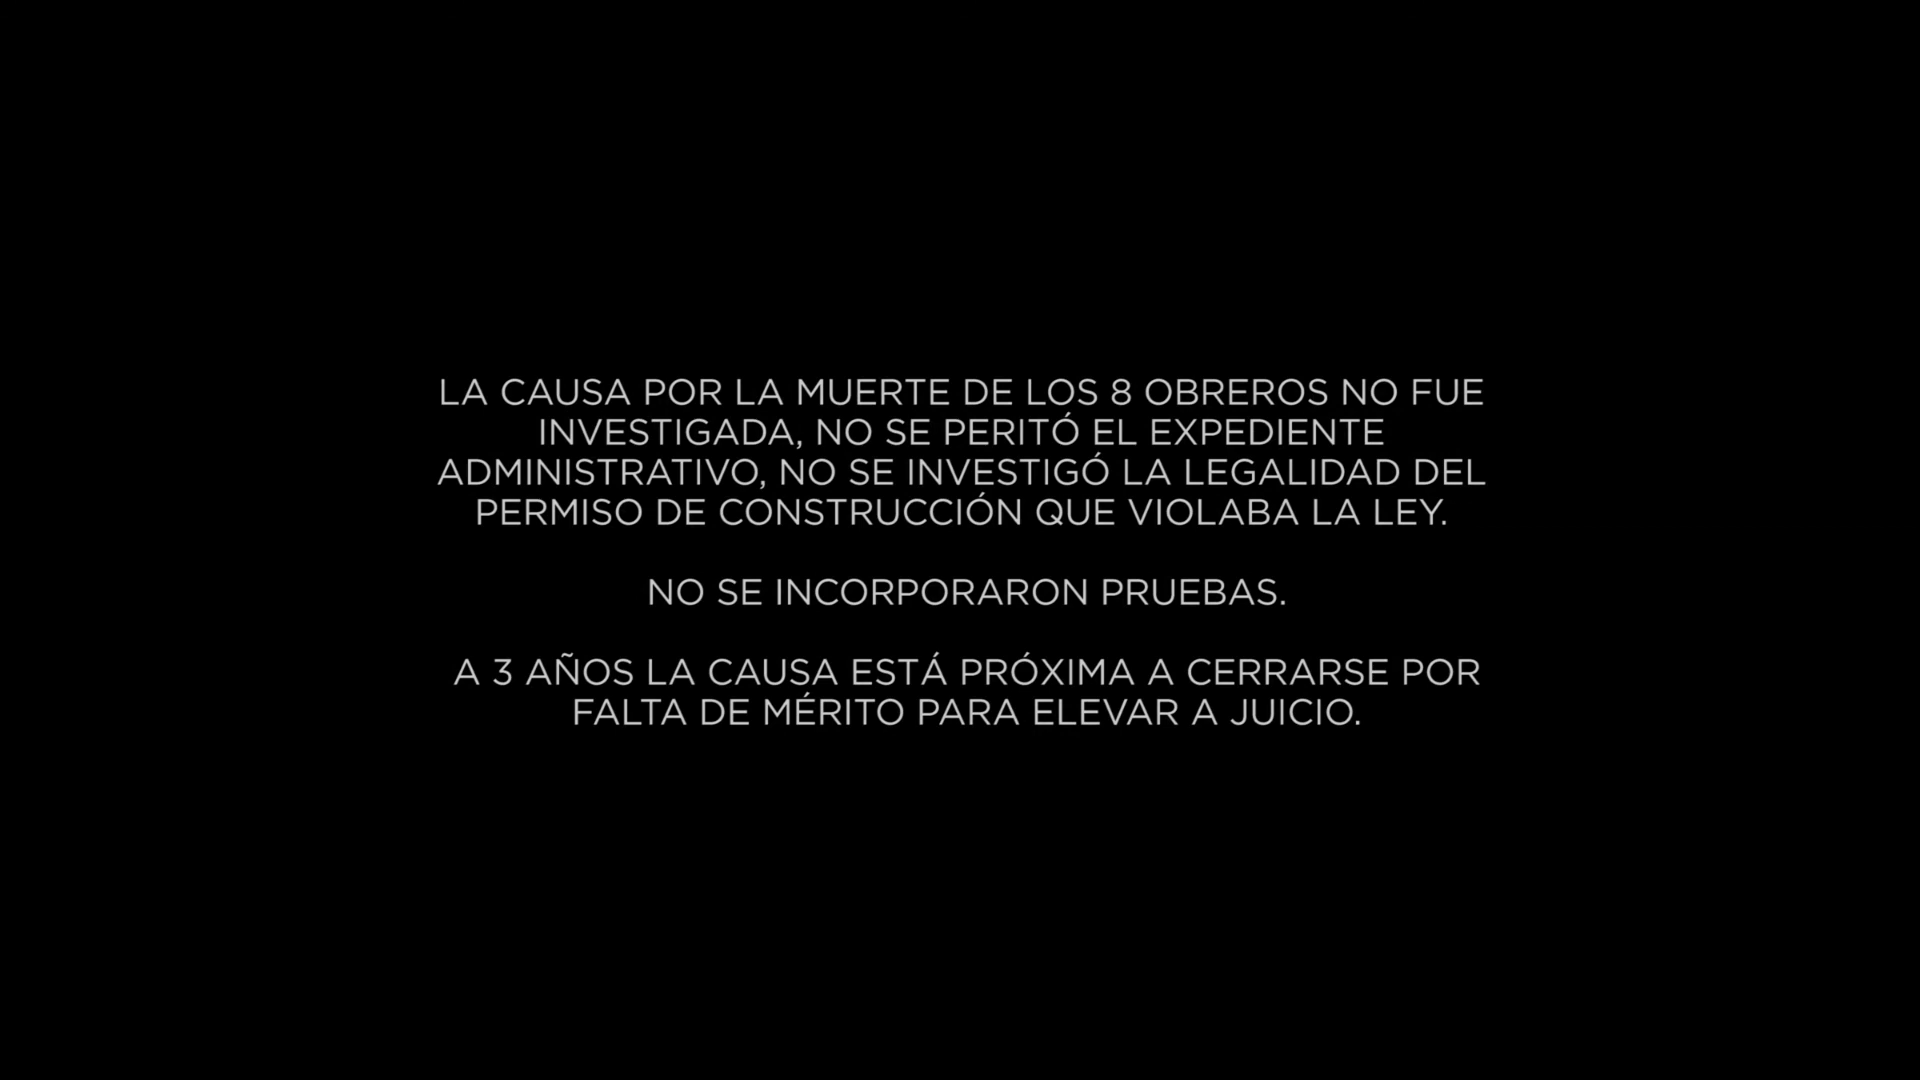 LA CAUSA POR LA MUERTE DE LOS 8 OBREROS NO FUE
INVESTIGADA, NO SE PERITÓ EL EXPEDIENTE
ADMINISTRATIVO, NO SE INVESTIGÓ LA LEGALIDAD DEL
PERMISO DE CONSTRUCCIÓN QUE VIOLABA LA LEY.
NO SE INCORPORARON PRUEBAS.
A 3 AÑOS LA CAUSA ESTÁ PRÓXIMA A CERRARSE POR
FALTA DE MÉRITO PARA ELEVAR A JUICIO.